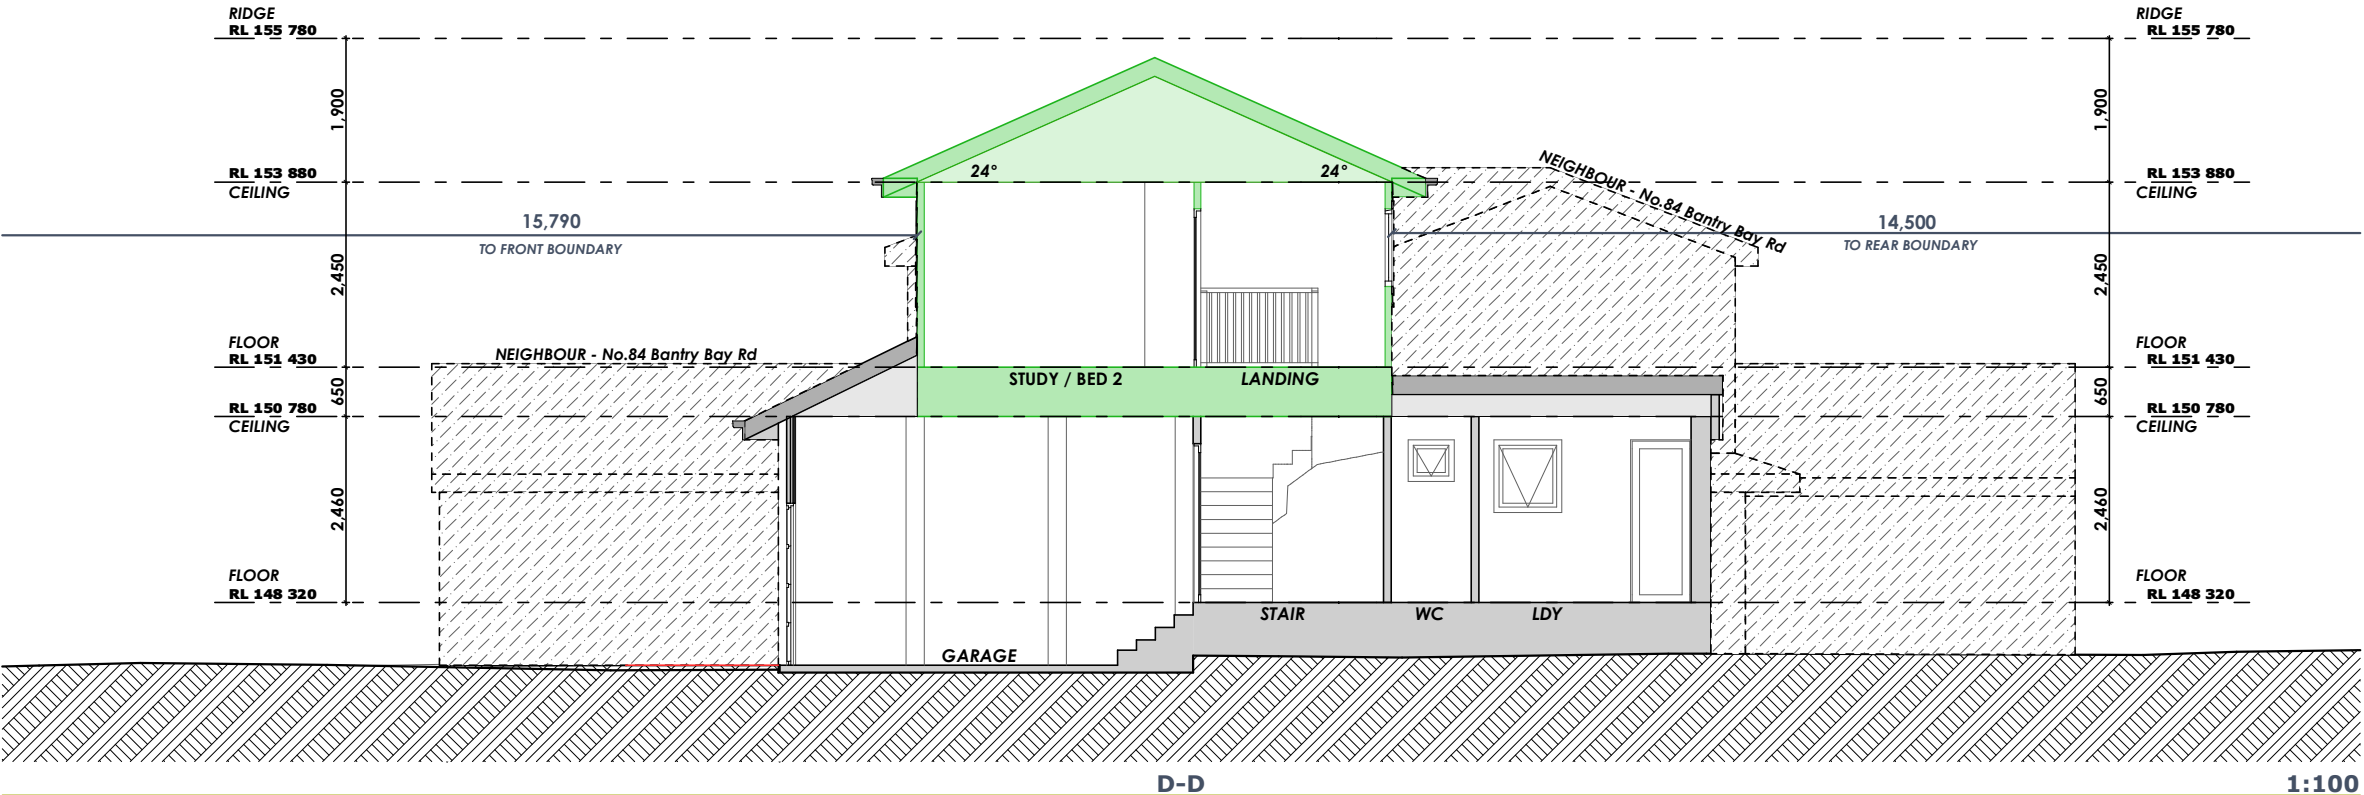 RIDGE
RL 155 780
RIDGE
RL 155 780
1,900
1,900
24°
24°
RL 153 880
CEILING
NEIGHBOUR - No.84 Bantry Bay Rd
RL 153 880
CEILING
15,790
TO FRONT BOUNDARY
14,500
TO REAR BOUNDARY
2,450
2,450
FLOOR
RL 151 430
NEIGHBOUR - No.84 Bantry Bay Rd
FLOOR
RL 151 430
STUDY / BED 2
LANDING
650
650
RL 150 780
CEILING
RL 150 780
CEILING
2,460
2,460
FLOOR
RL 148 320
FLOOR
RL 148 320
STAIR
WC
LDY
GARAGE
D-D
1:100